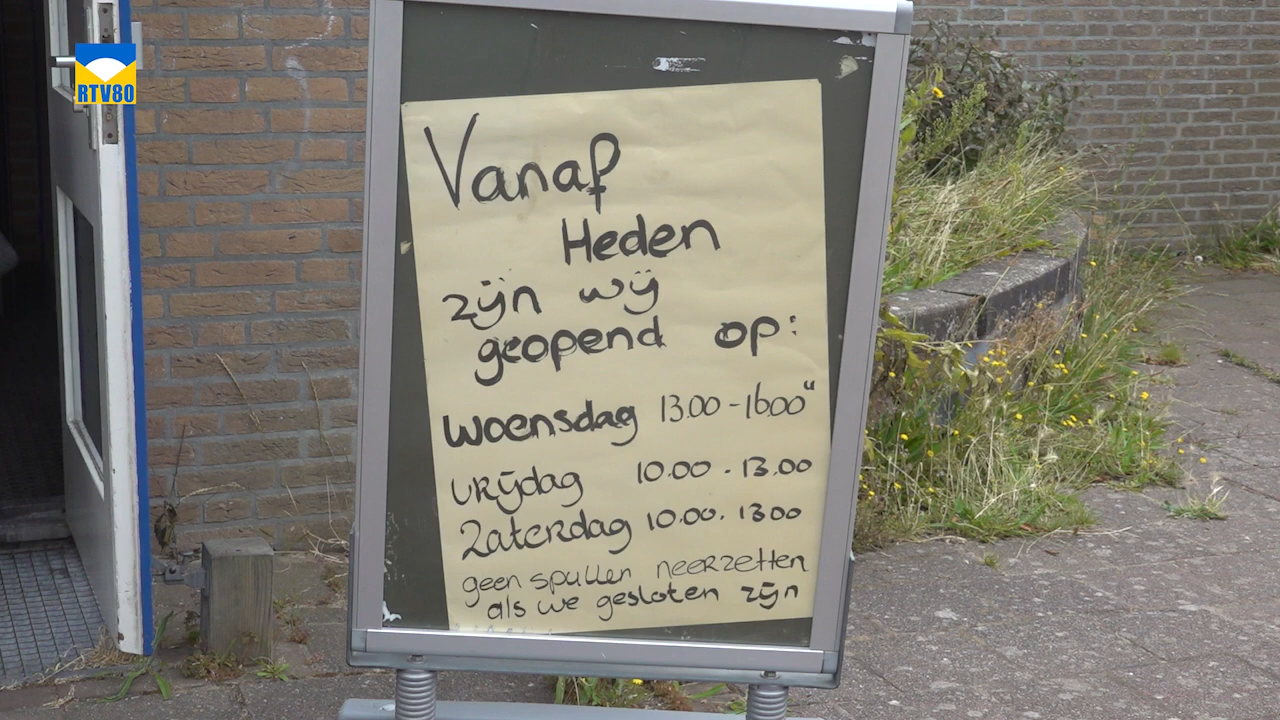 RTV80
Vanaf
Heden
zijn wij
geopend op:
Woensdag 13.00 - 16.00"
vrijdag 10.00 - 13.00
Zaterdag 10.00. 13.00
geen spullen neerzetten
als we gesloten zijn